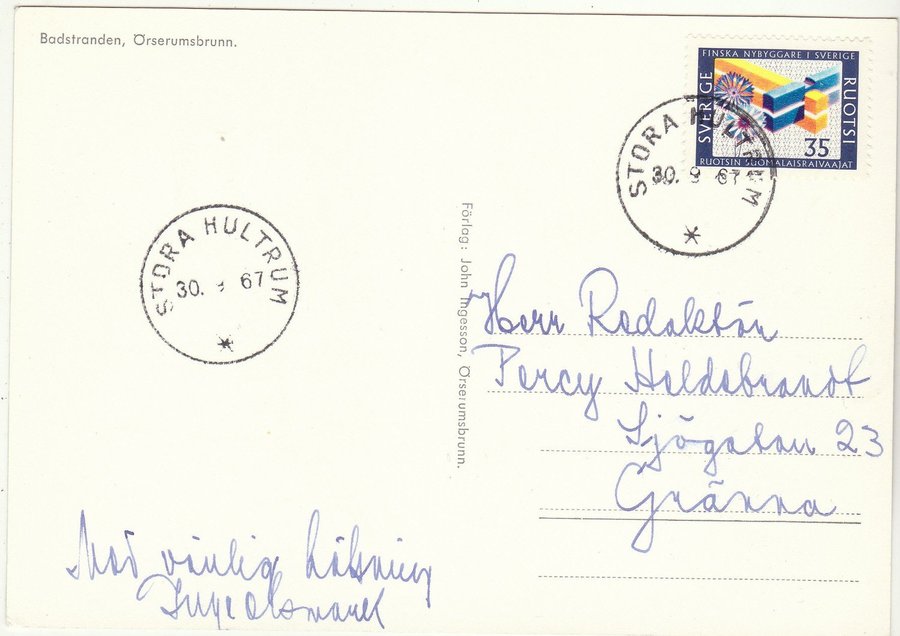 Badstranden, Örserumsbrunn.
FINSKA NYBYGGARE I SVERIGE
SVERIGE
RUOTSI
35
RUOTSIN SUOMALAISRAIVAAJAT
STORA HULTRUM
30. 9 67
STORA HULTRUM
30. 9 67
Förlag: John Ingesson, Örserumsbrunn.
Herr Redaktör
Percy Heldebrandt
Sjögatan 23
Gränna
Med vänlig hälsning